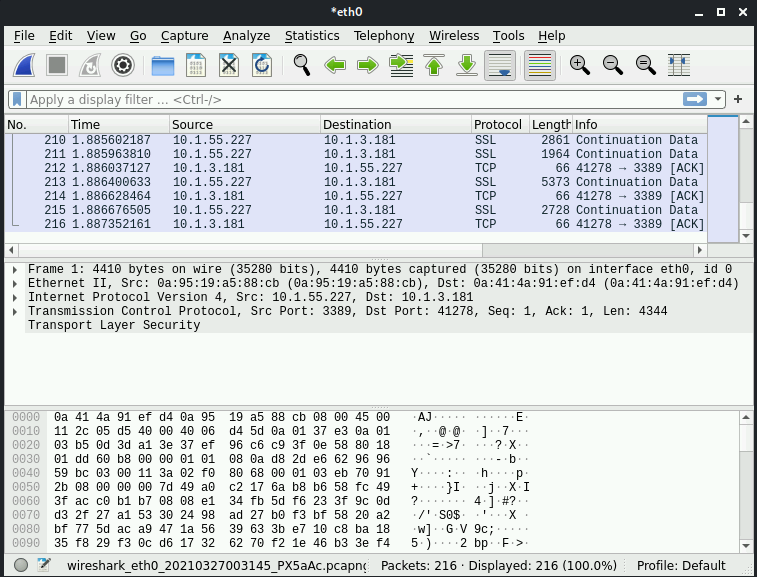 *eth0
File Edit View Go Capture Analyze Statistics Telephony Wireless Tools Help
Apply a display filter ... <Ctrl-/>
No. Time Source Destination Protocol Length Info
210 1.885602187 10.1.55.227 10.1.3.181 SSL 2861 Continuation Data
211 1.885963810 10.1.55.227 10.1.3.181 SSL 1964 Continuation Data
212 1.886037127 10.1.3.181 10.1.55.227 TCP 66 41278 → 3389 [ACK]
213 1.886400633 10.1.55.227 10.1.3.181 SSL 5373 Continuation Data
214 1.886628464 10.1.3.181 10.1.55.227 TCP 66 41278 → 3389 [ACK]
215 1.886676505 10.1.55.227 10.1.3.181 SSL 2728 Continuation Data
216 1.887352161 10.1.3.181 10.1.55.227 TCP 66 41278 → 3389 [ACK]
Frame 1: 4410 bytes on wire (35280 bits), 4410 bytes captured (35280 bits) on interface eth0, id 0
Ethernet II, Src: 0a:95:19:a5:88:cb (0a:95:19:a5:88:cb), Dst: 0a:41:4a:91:ef:d4 (0a:41:4a:91:ef:d4)
Internet Protocol Version 4, Src: 10.1.55.227, Dst: 10.1.3.181
Transmission Control Protocol, Src Port: 3389, Dst Port: 41278, Seq: 1, Ack: 1, Len: 4344
Transport Layer Security
0000 0a 41 4a 91 ef d4 0a 95 19 a5 88 cb 08 00 45 00 ·AJ····· ······E·
0010 11 2c 05 d5 40 00 40 06 d4 5d 0a 01 37 e3 0a 01 ·,··@·@· ·]··7···
0020 03 b5 0d 3d a1 3e 37 ef 96 c6 c9 3f 0e 58 80 18 ···=·>7· ···?·X··
0030 01 dd 60 b8 00 00 01 01 08 0a d8 2d e6 62 96 96 ··`····· ···-·b··
0040 59 bc 03 00 11 3a 02 f0 80 68 00 01 03 eb 70 91 Y····:·· ·h····p·
0050 2b 08 00 00 00 7d 49 a0 c2 17 6a b8 b6 58 fc 49 +····}I· ··j··X·I
0060 3f ac c0 b1 b7 08 08 e1 34 fb 5d f6 23 3f 9c 0d ?······· 4·]·#?··
0070 d3 2f 27 a1 53 30 24 98 ad 27 b0 f3 bf 58 20 a2 ·/'·S0$· ·'···X ·
0080 bf 77 5d ac a9 47 1a 56 39 63 3b e7 10 c8 ba 18 ·w]··G·V 9c;·····
0090 35 f8 29 f3 0c d6 17 32 62 70 f2 1e 46 b3 3e f4 5·)····2 bp··F·>·
wireshark_eth0_20210327003145_PX5aAc.pcapng Packets: 216 · Displayed: 216 (100.0%) Profile: Default